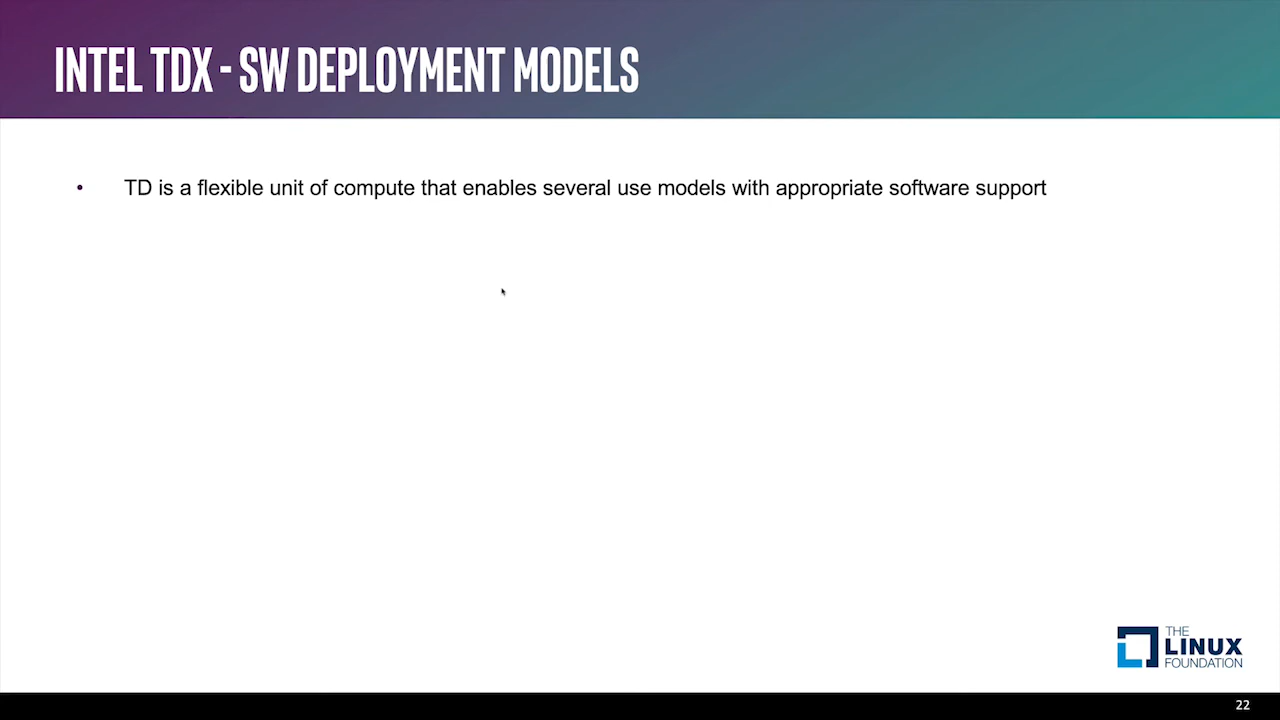 INTEL TDX - SW DEPLOYMENT MODELS
• TD is a flexible unit of compute that enables several use models with appropriate software support
THE
LINUX
FOUNDATION
22